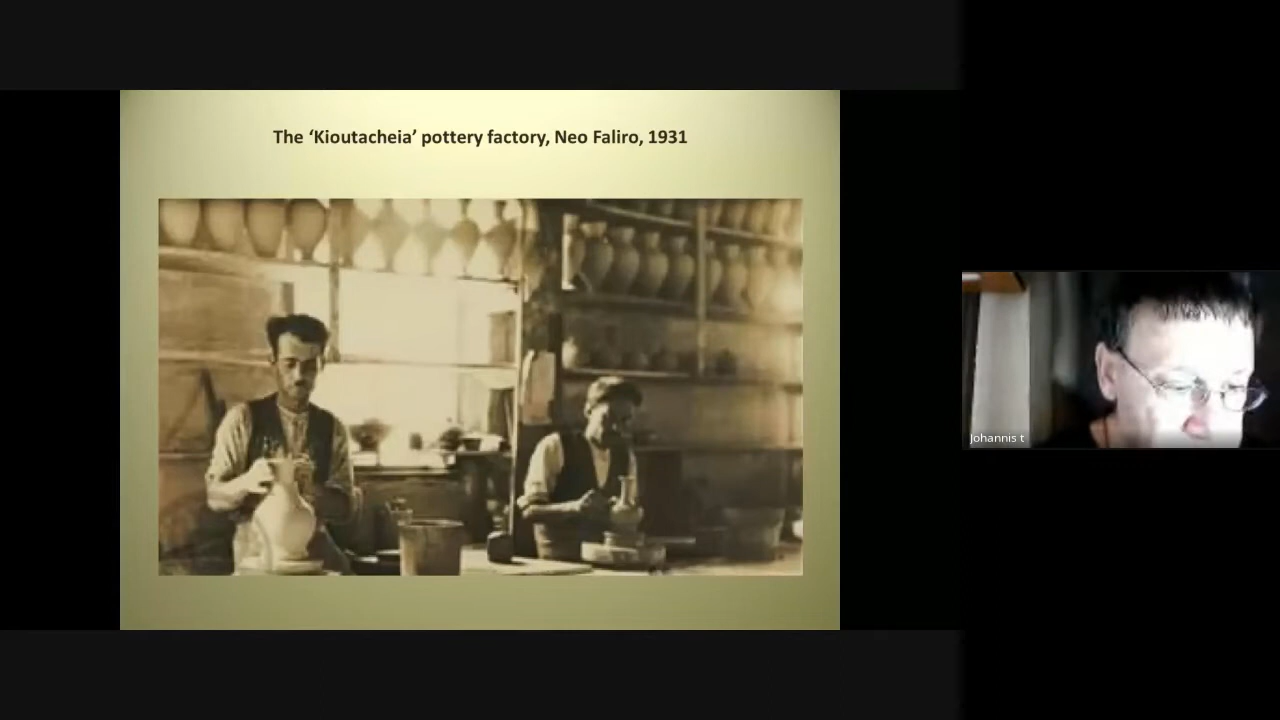 The ‘Kioutacheia’ pottery factory, Neo Faliro, 1931
Johannis t